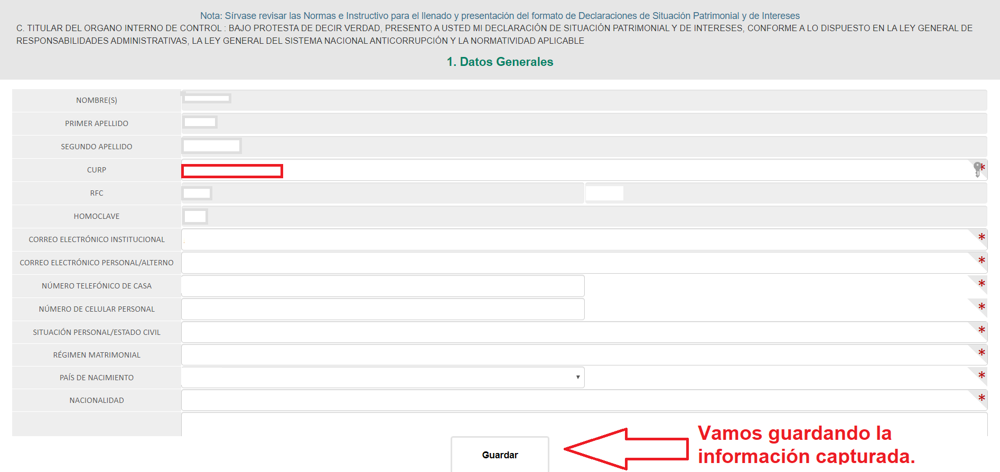 Nota: Sírvase revisar las Normas e Instructivo para el llenado y presentación del formato de Declaraciones de Situación Patrimonial y de Intereses
C. TITULAR DEL ORGANO INTERNO DE CONTROL : BAJO PROTESTA DE DECIR VERDAD, PRESENTO A USTED MI DECLARACIÓN DE SITUACIÓN PATRIMONIAL Y DE INTERESES, CONFORME A LO DISPUESTO EN LA LEY GENERAL DE
RESPONSABILIDADES ADMINISTRATIVAS, LA LEY GENERAL DEL SISTEMA NACIONAL ANTICORRUPCIÓN Y LA NORMATIVIDAD APLICABLE
1. Datos Generales
NOMBRE(S)
PRIMER APELLIDO
SEGUNDO APELLIDO
CURP *
RFC
HOMOCLAVE
CORREO ELECTRÓNICO INSTITUCIONAL *
CORREO ELECTRÓNICO PERSONAL/ALTERNO *
NÚMERO TELEFÓNICO DE CASA *
NÚMERO DE CELULAR PERSONAL *
SITUACIÓN PERSONAL/ESTADO CIVIL *
RÉGIMEN MATRIMONIAL *
PAÍS DE NACIMIENTO *
NACIONALIDAD *
Guardar
Vamos guardando la
información capturada.